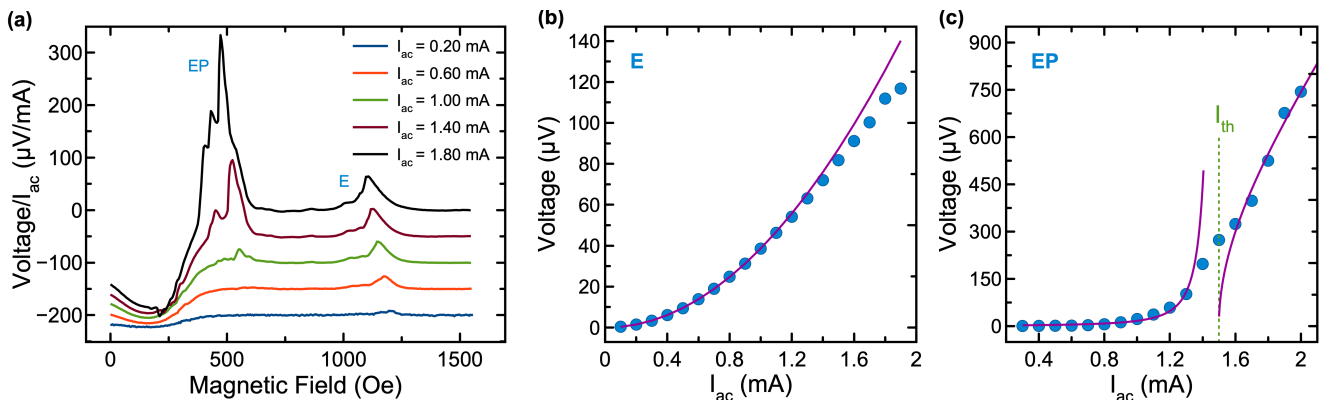 (a)
Voltage/I_ac (μV/mA)
300
200
100
0
−100
−200
EP
E
I_ac = 0.20 mA
I_ac = 0.60 mA
I_ac = 1.00 mA
I_ac = 1.40 mA
I_ac = 1.80 mA
0
500
1000
1500
Magnetic Field (Oe)
(b)
E
Voltage (μV)
140
120
100
80
60
40
20
0
0
0.4
0.8
1.2
1.6
2
I_ac (mA)
(c)
EP
I_th
Voltage (μV)
900
750
600
450
300
150
0
0.4
0.8
1.2
1.6
2
I_ac (mA)